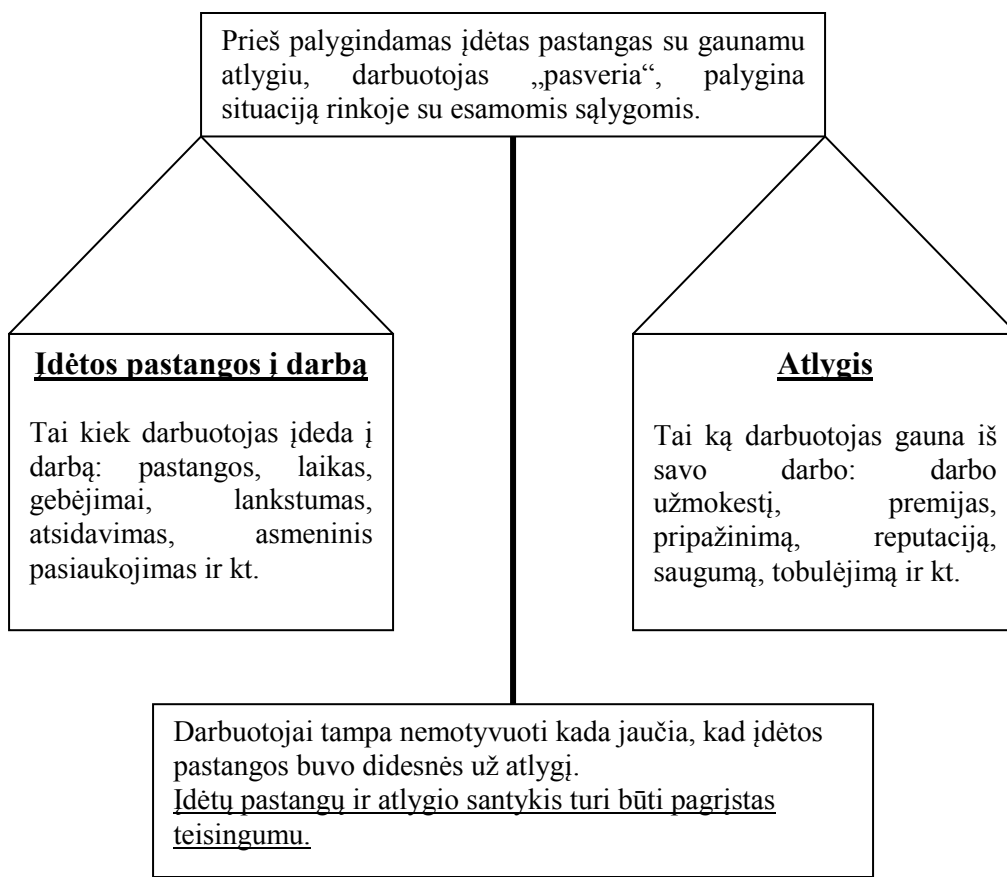 Prieš palygindamas įdėtas pastangas su gaunamu
atlygiu, darbuotojas „pasveria“, palygina
situaciją rinkoje su esamomis sąlygomis.
Įdėtos pastangos į darbą
Tai kiek darbuotojas įdeda į
darbą: pastangos, laikas,
gebėjimai, lankstumas,
atsidavimas, asmeninis
pasiaukojimas ir kt.
Atlygis
Tai ką darbuotojas gauna iš
savo darbo: darbo
užmokestį, premijas,
pripažinimą, reputaciją,
saugumą, tobulėjimą ir kt.
Darbuotojai tampa nemotyvuoti kada jaučia, kad įdėtos
pastangos buvo didesnės už atlygį.
Įdėtų pastangų ir atlygio santykis turi būti pagrįstas
teisingumu.